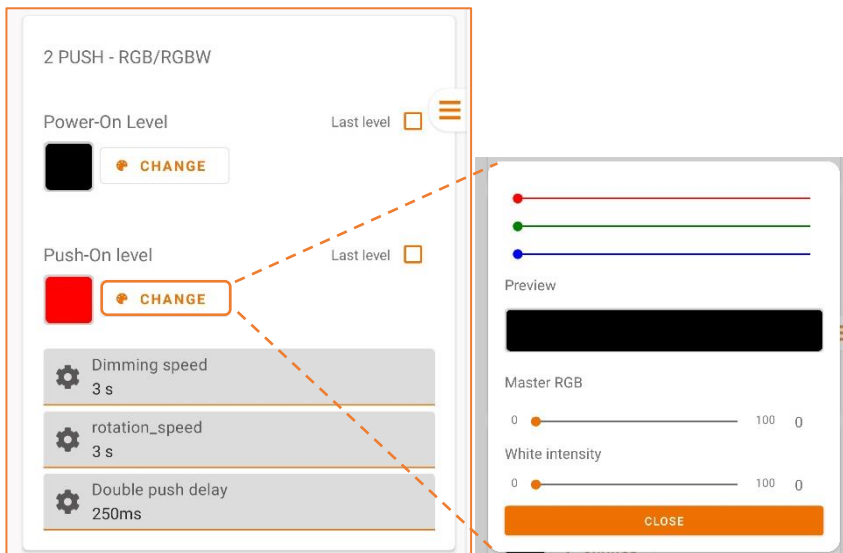 2 PUSH - RGB/RGBW
Power-On Level
Last level
CHANGE
Push-On level
Last level
CHANGE
Dimming speed
3 s
rotation_speed
3 s
Double push delay
250ms
Preview
Master RGB
0 100 0
White intensity
0 100 0
CLOSE